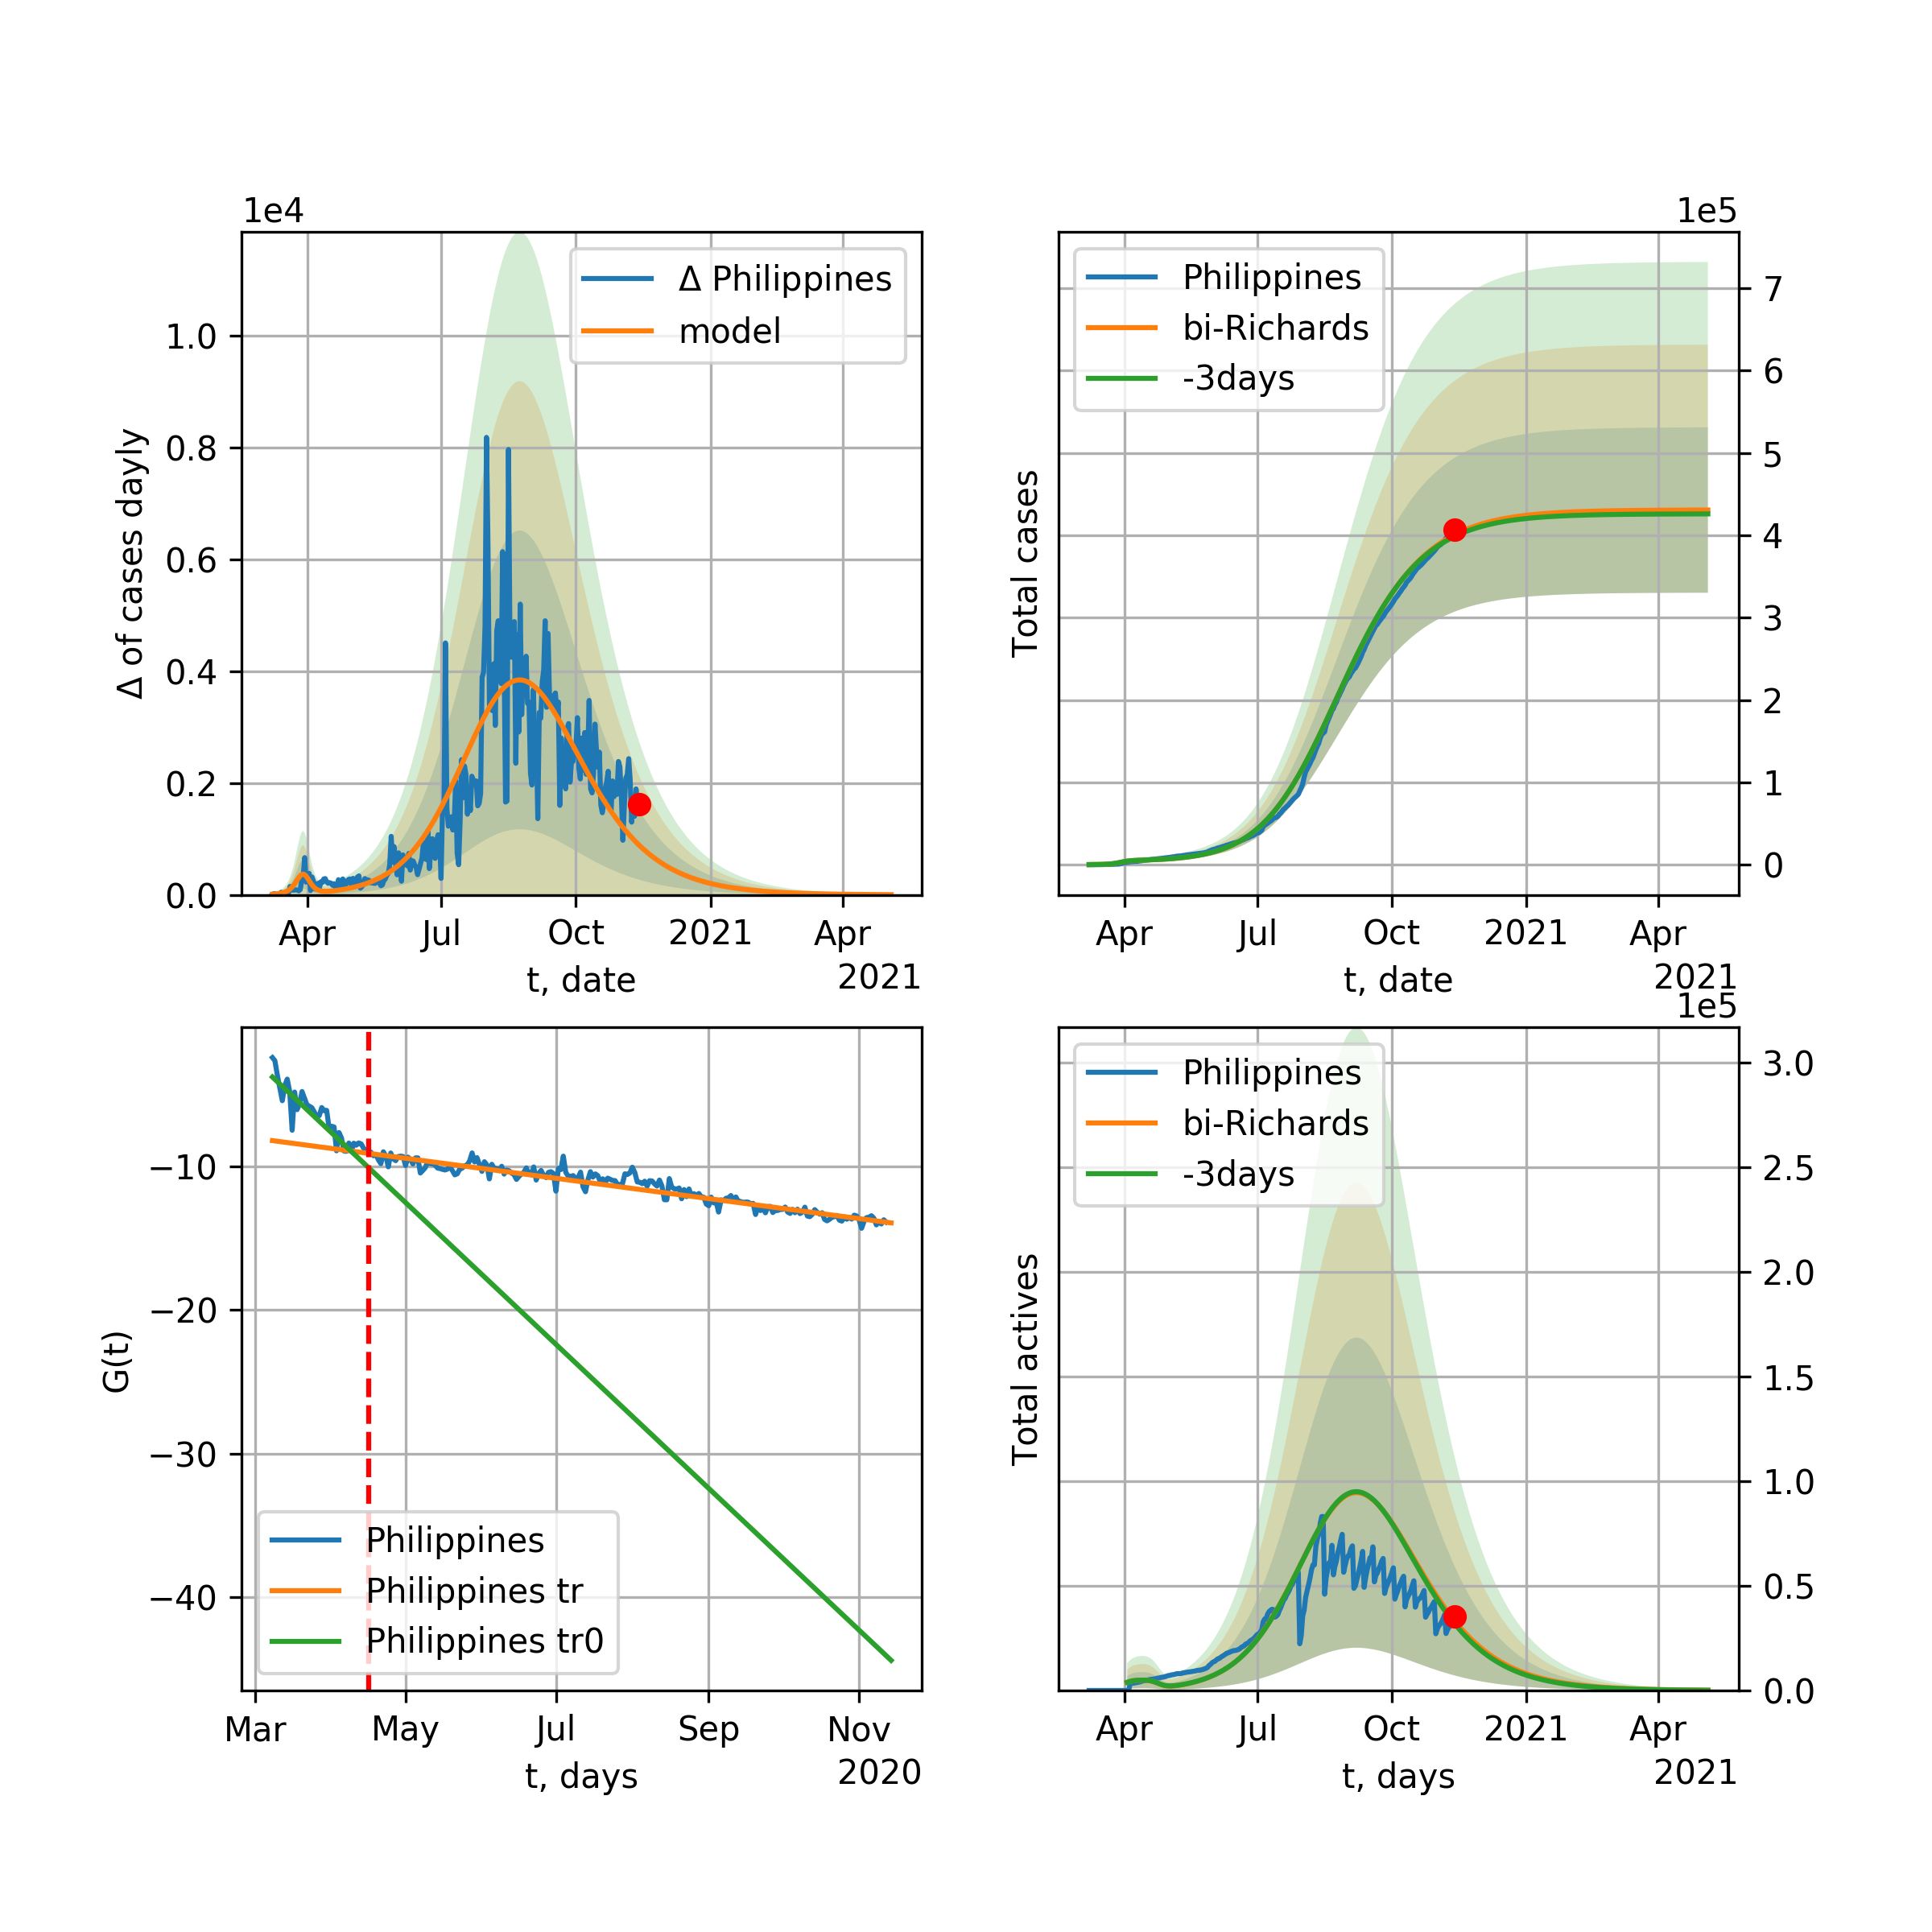 1e4
Δ of cases dayly
1.0
0.8
0.6
0.4
0.2
0.0
Δ Philippines
model
Apr
Jul
Oct
2021
Apr
t, date
2021
1e5
Total cases
Philippines
bi-Richards
-3days
7
6
5
4
3
2
1
0
Apr
Jul
Oct
2021
Apr
t, date
2021
G(t)
−10
−20
−30
−40
Philippines
Philippines tr
Philippines tr0
Mar
May
Jul
Sep
Nov
t, days
2020
1e5
Total actives
Philippines
bi-Richards
-3days
3.0
2.5
2.0
1.5
1.0
0.5
0.0
Apr
Jul
Oct
2021
Apr
t, days
2021